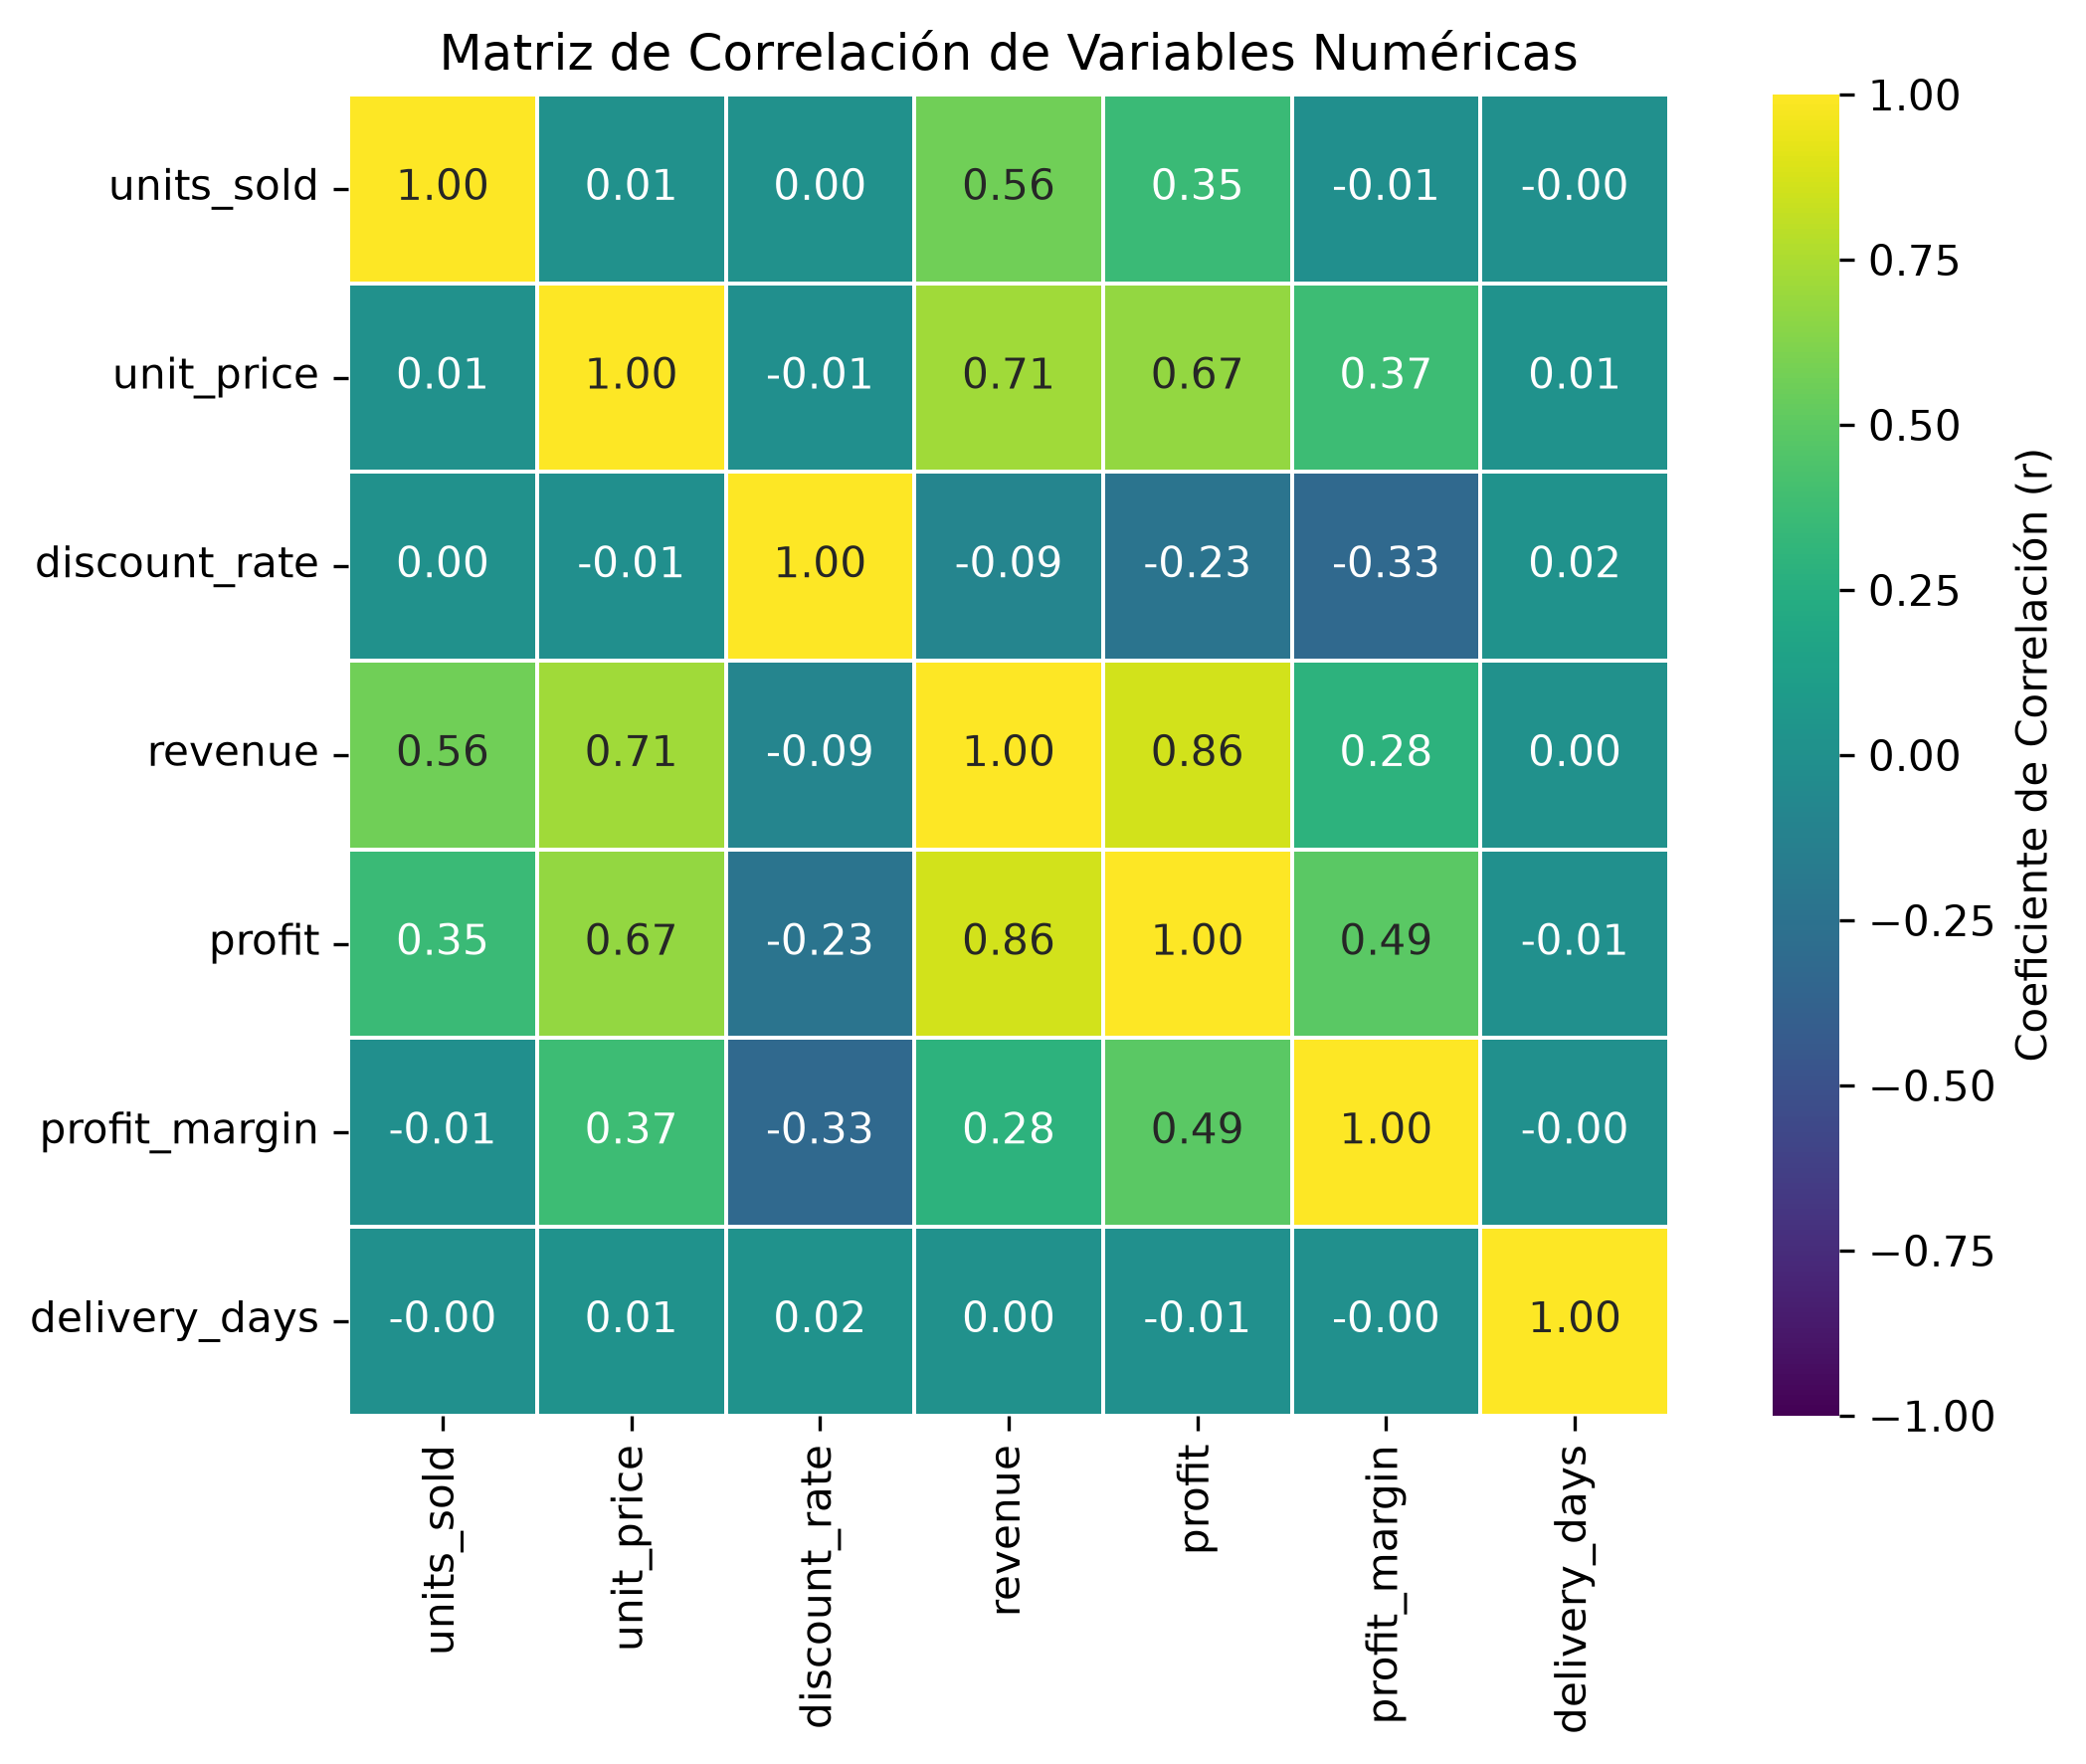 Matriz de Correlación de Variables Numéricas
units_sold 1.00 0.01 0.00 0.56 0.35 -0.01 -0.00
unit_price 0.01 1.00 -0.01 0.71 0.67 0.37 0.01
discount_rate 0.00 -0.01 1.00 -0.09 -0.23 -0.33 0.02
revenue 0.56 0.71 -0.09 1.00 0.86 0.28 0.00
profit 0.35 0.67 -0.23 0.86 1.00 0.49 -0.01
profit_margin -0.01 0.37 -0.33 0.28 0.49 1.00 -0.00
delivery_days -0.00 0.01 0.02 0.00 -0.01 -0.00 1.00
units_sold
unit_price
discount_rate
revenue
profit
profit_margin
delivery_days
1.00
0.75
0.50
0.25
0.00
−0.25
−0.50
−0.75
−1.00
Coeficiente de Correlación (r)